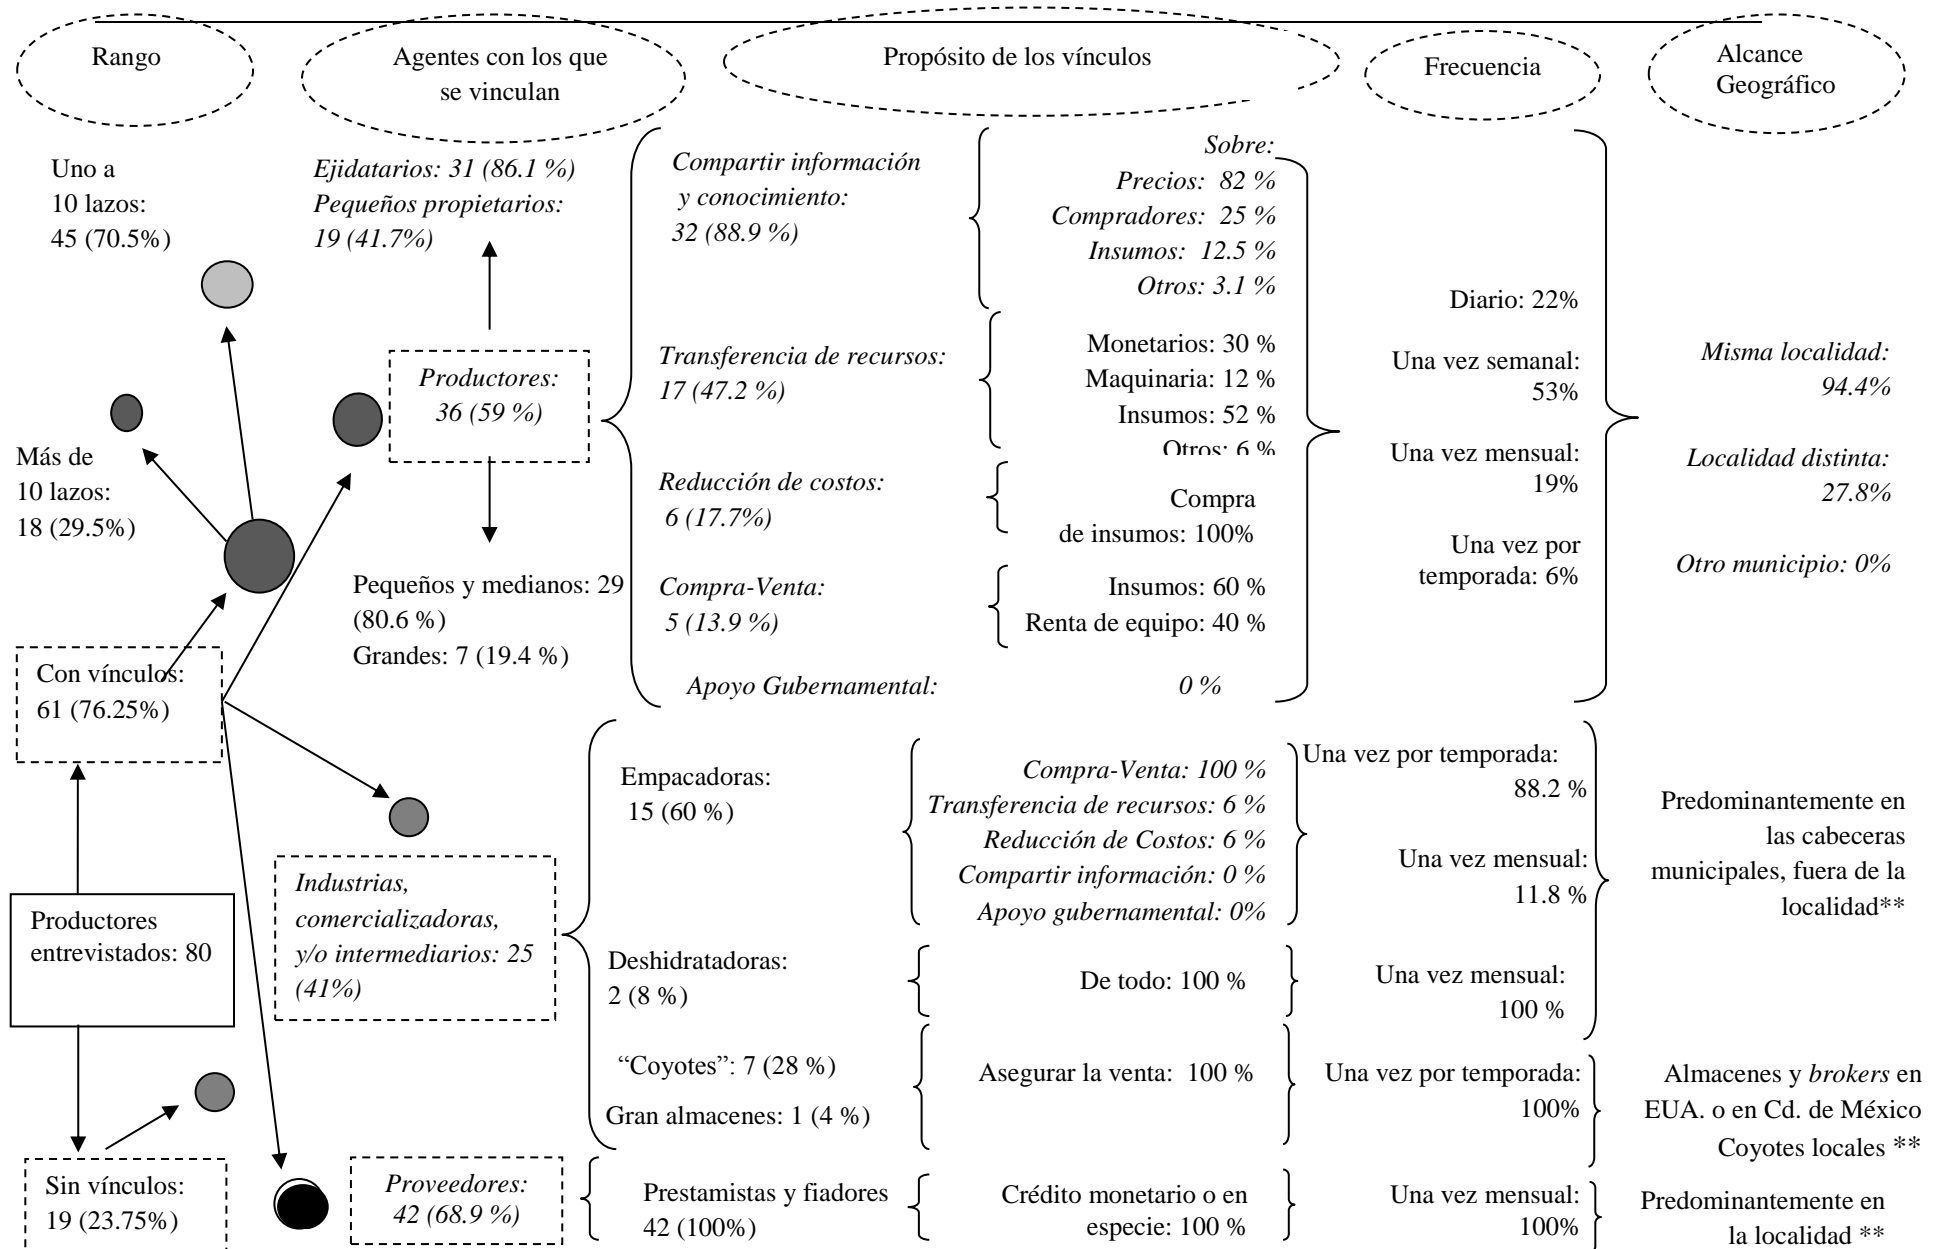 Rango
Agentes con los que
se vinculan
Propósito de los vínculos
Frecuencia
Alcance
Geográfico
Uno a
10 lazos:
45 (70.5%)
Más de
10 lazos:
18 (29.5%)
Con vínculos:
61 (76.25%)
Productores
entrevistados: 80
Sin vínculos:
19 (23.75%)
Ejidatarios: 31 (86.1 %)
Pequeños propietarios:
19 (41.7%)
Productores:
36 (59 %)
Pequeños y medianos: 29
(80.6 %)
Grandes: 7 (19.4 %)
Compartir información
y conocimiento:
32 (88.9 %)
Sobre:
Precios: 82 %
Compradores: 25 %
Insumos: 12.5 %
Otros: 3.1 %
Transferencia de recursos:
17 (47.2 %)
Monetarios: 30 %
Maquinaria: 12 %
Insumos: 52 %
Otros: 6 %
Reducción de costos:
6 (17.7%)
Compra
de insumos: 100%
Compra-Venta:
5 (13.9 %)
Insumos: 60 %
Renta de equipo: 40 %
Apoyo Gubernamental:
0 %
Diario: 22%
Una vez semanal:
53%
Una vez mensual:
19%
Una vez por
temporada: 6%
Misma localidad:
94.4%
Localidad distinta:
27.8%
Otro municipio: 0%
Industrias,
comercializadoras,
y/o intermediarios: 25
(41%)
Empacadoras:
15 (60 %)
Compra-Venta: 100 %
Transferencia de recursos: 6 %
Reducción de Costos: 6 %
Compartir información: 0 %
Apoyo gubernamental: 0%
Una vez por temporada:
88.2 %
Una vez mensual:
11.8 %
Predominantemente en
las cabeceras
municipales, fuera de la
localidad**
Deshidratadoras:
2 (8 %)
De todo: 100 %
Una vez mensual:
100 %
“Coyotes”: 7 (28 %)
Gran almacenes: 1 (4 %)
Asegurar la venta: 100 %
Una vez por temporada:
100%
Almacenes y brokers en
EUA. o en Cd. de México
Coyotes locales **
Proveedores:
42 (68.9 %)
Prestamistas y fiadores
42 (100%)
Crédito monetario o en
especie: 100 %
Una vez mensual:
100%
Predominantemente en
la localidad **